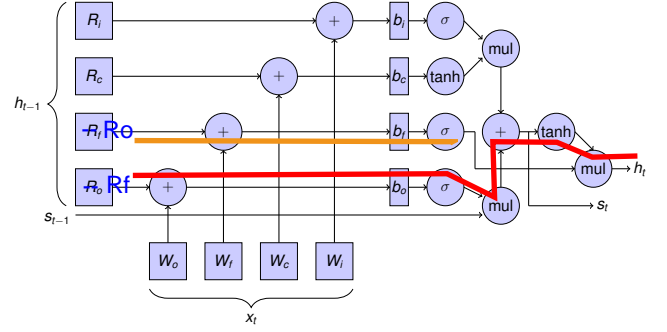 R_i + b_i σ
mul
R_c + b_c tanh
h_{t−1}
R_f Ro + b_f σ + tanh
mul h_t
R_o Rf + b_o σ
mul
s_{t−1} s_t
W_o W_f W_c W_i
x_t